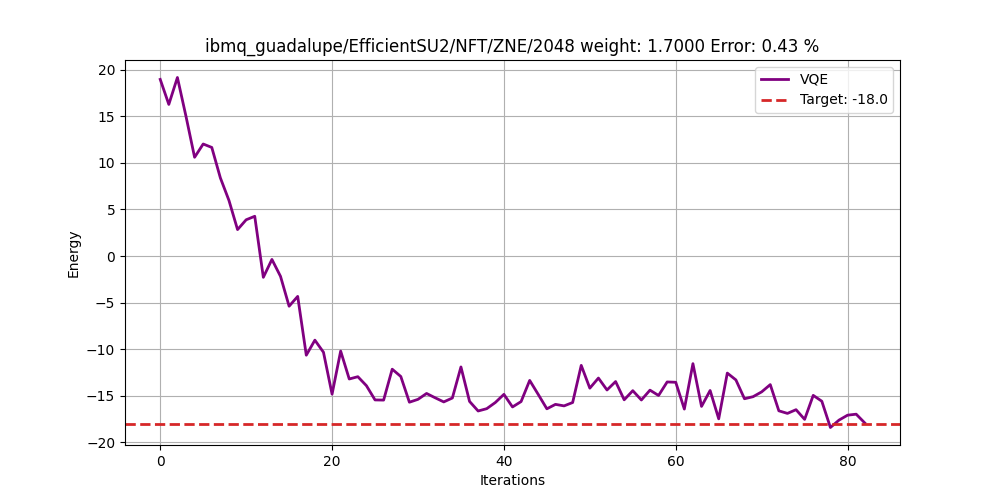 ibmq_guadalupe/EfficientSU2/NFT/ZNE/2048 weight: 1.7000 Error: 0.43 %
VQE
Target: -18.0
20
15
10
5
0
−5
−10
−15
−20
Energy
0
20
40
60
80
Iterations